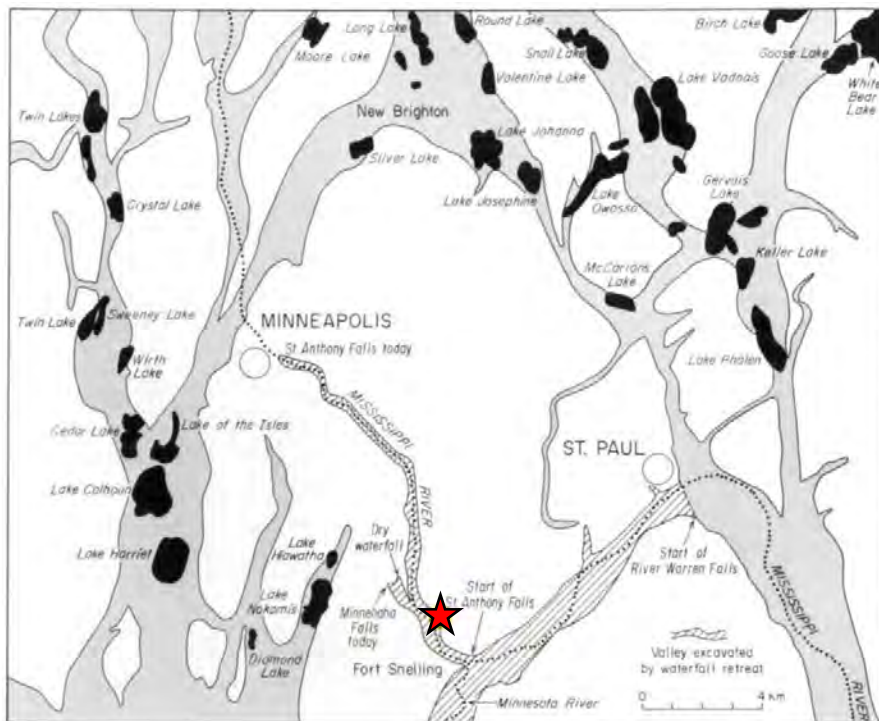 Long Lake
Round Lake
Birch Lake
Moore Lake
Snail Lake
Goose Lake
Valentine Lake
Lake Vadnais
White
Bear
Lake
Twin Lakes
New Brighton
Lake Johanna
Silver Lake
Gervais
Lake
Crystal Lake
Lake Josephine
Lake
Owassa
Keller Lake
McCarrons
Lake
Twin Lake
Sweeney Lake
MINNEAPOLIS
St Anthony Falls today
Wirth
Lake
Lake Phalen
MISSISSIPPI
RIVER
Cedar Lake
Lake of the Isles
ST. PAUL
Lake Calhoun
Dry
waterfall
Lake Harriet
Lake
Hiawatha
Start of
River Warren Falls
Start of
St Anthony Falls
Lake
Nokomis
Minnehaha
Falls
today
MISSISSIPPI
RIVER
Diamond
Lake
Fort Snelling
Valley excavated
by waterfall retreat
Minnesota River
0 4 Km